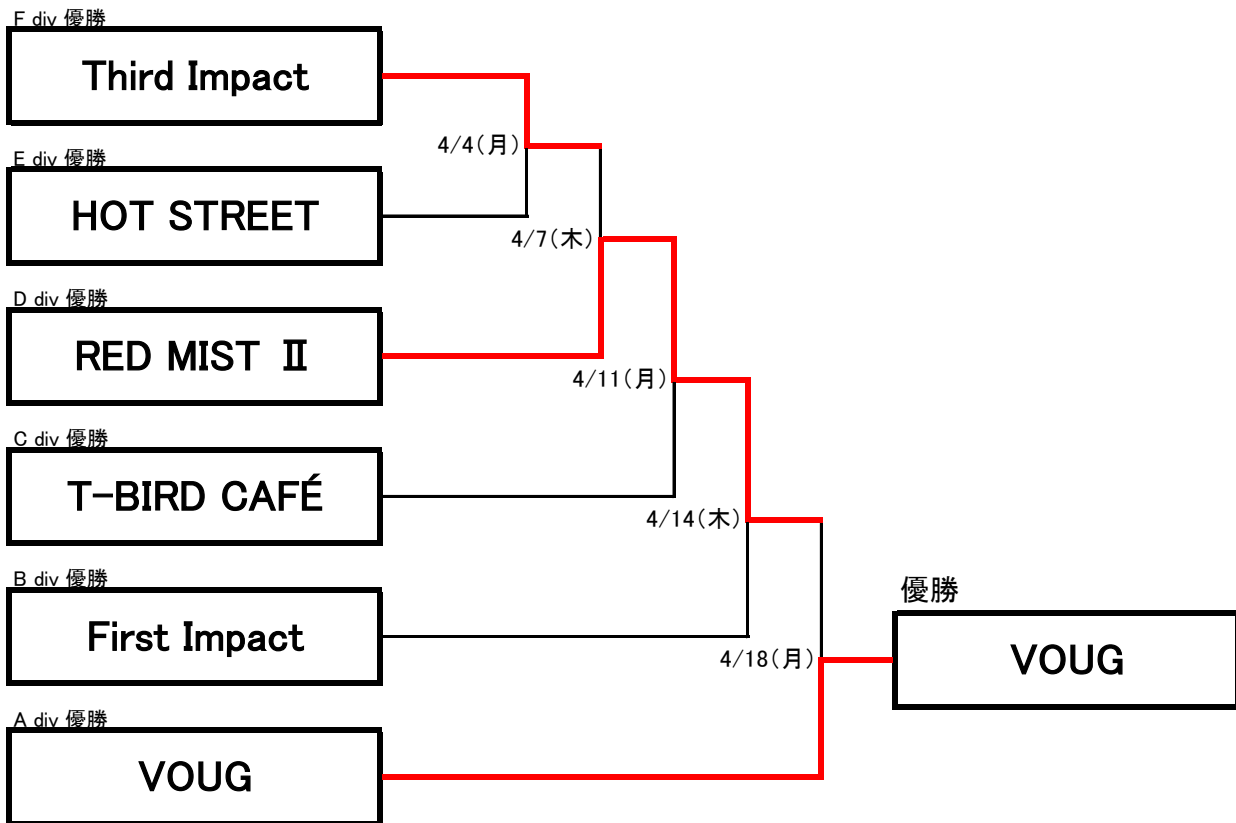 F div 優勝
Third Impact
4/4(月)
E div 優勝
HOT STREET
4/7(木)
D div 優勝
RED MIST Ⅱ
4/11(月)
C div 優勝
T-BIRD CAFÉ
4/14(木)
B div 優勝
First Impact
4/18(月)
優勝
VOUG
A div 優勝
VOUG